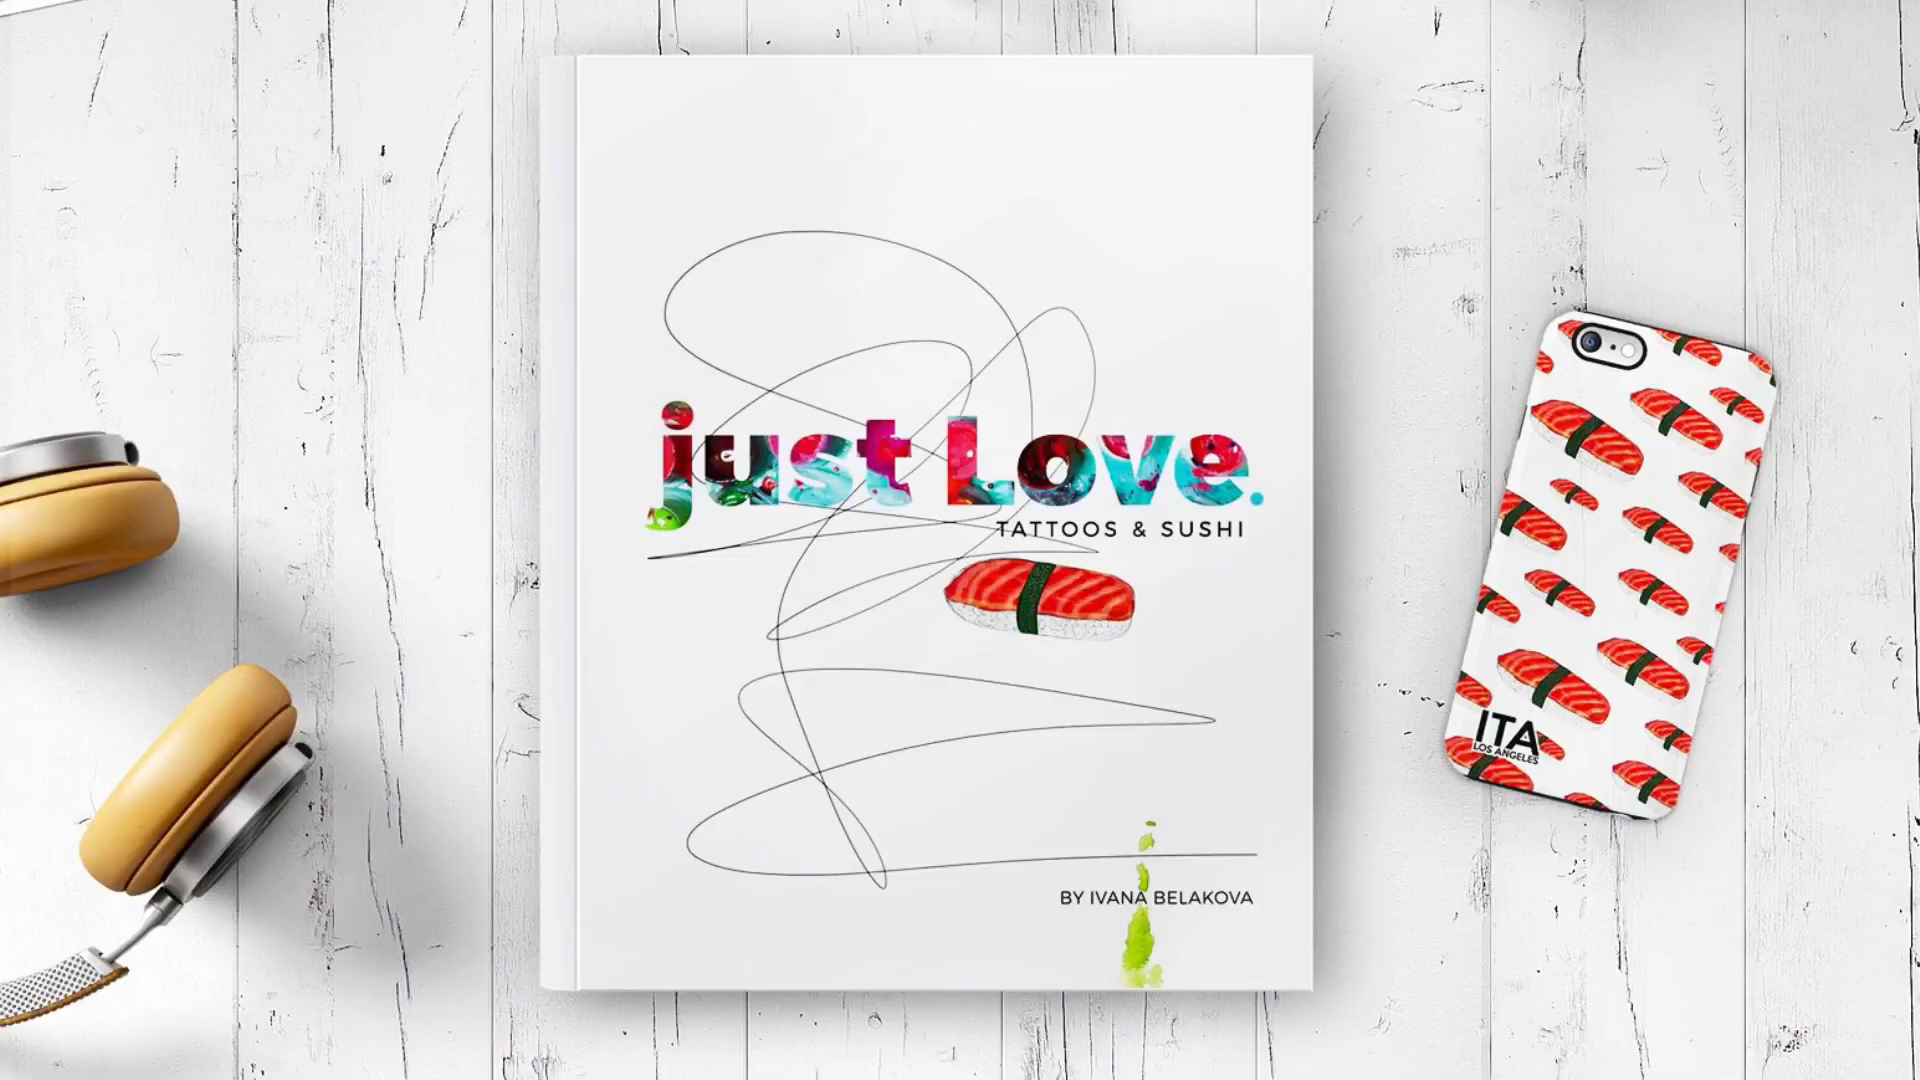 just Love.
TATTOOS & SUSHI
BY IVANA BELAKOVA
ITA
LOS ANGELES